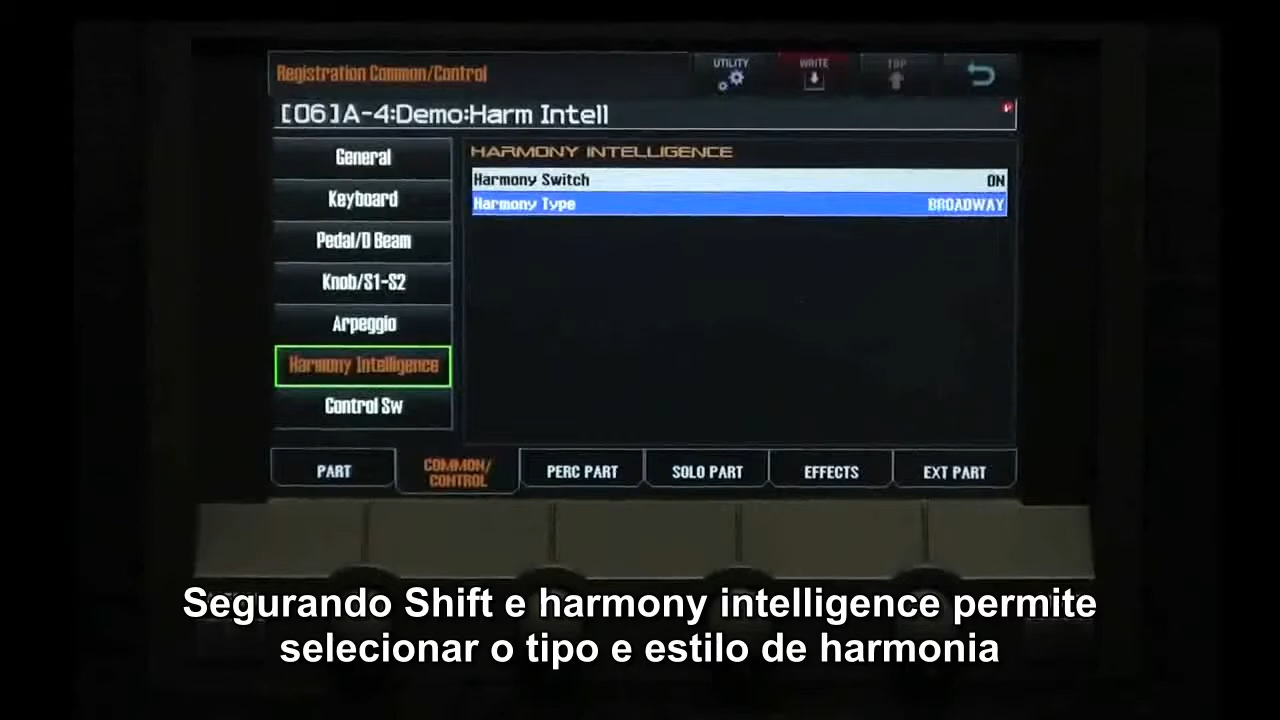 Registration Common/Control
UTILITY
WRITE
TOP
[06]A-4:Demo:Harm Intell
General
Keyboard
Pedal/D Beam
Knob/S1-S2
Arpeggio
Harmony Intelligence
Control Sw
HARMONY INTELLIGENCE
Harmony Switch ON
Harmony Type BROADWAY
PART
COMMON/
CONTROL
PERC PART
SOLO PART
EFFECTS
EXT PART
Segurando Shift e harmony intelligence permite
selecionar o tipo e estilo de harmonia